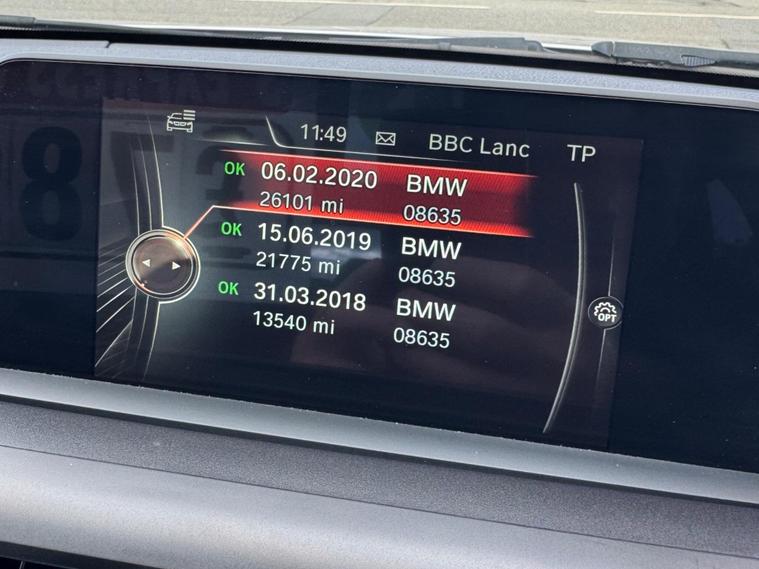 11:49 BBC Lanc TP
OK 06.02.2020 BMW
26101 mi 08635
OK 15.06.2019 BMW
21775 mi 08635
OK 31.03.2018 BMW
13540 mi 08635
OPT